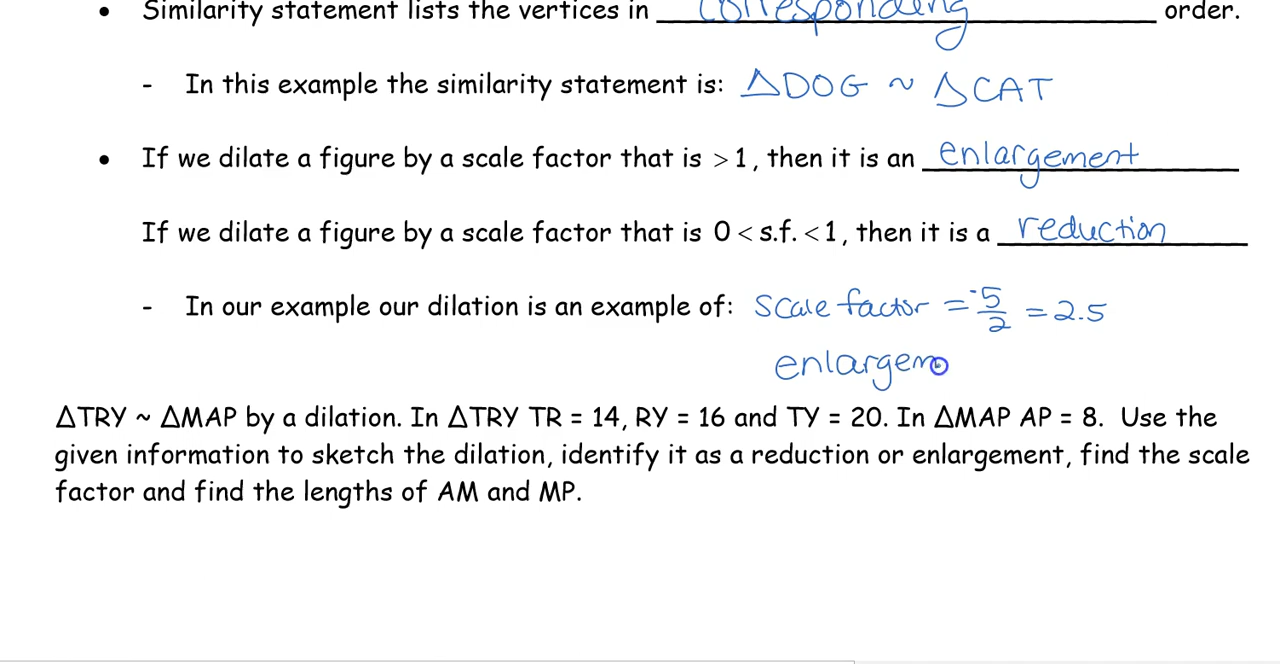 • Similarity statement lists the vertices in corresponding order.
- In this example the similarity statement is: △DOG ~ △CAT
• If we dilate a figure by a scale factor that is > 1, then it is an enlargement
If we dilate a figure by a scale factor that is 0 < s.f. < 1, then it is a reduction
- In our example our dilation is an example of: scale factor = 5/2 = 2.5
enlargem
△TRY ~ △MAP by a dilation. In △TRY TR = 14, RY = 16 and TY = 20. In △MAP AP = 8. Use the
given information to sketch the dilation, identify it as a reduction or enlargement, find the scale
factor and find the lengths of AM and MP.